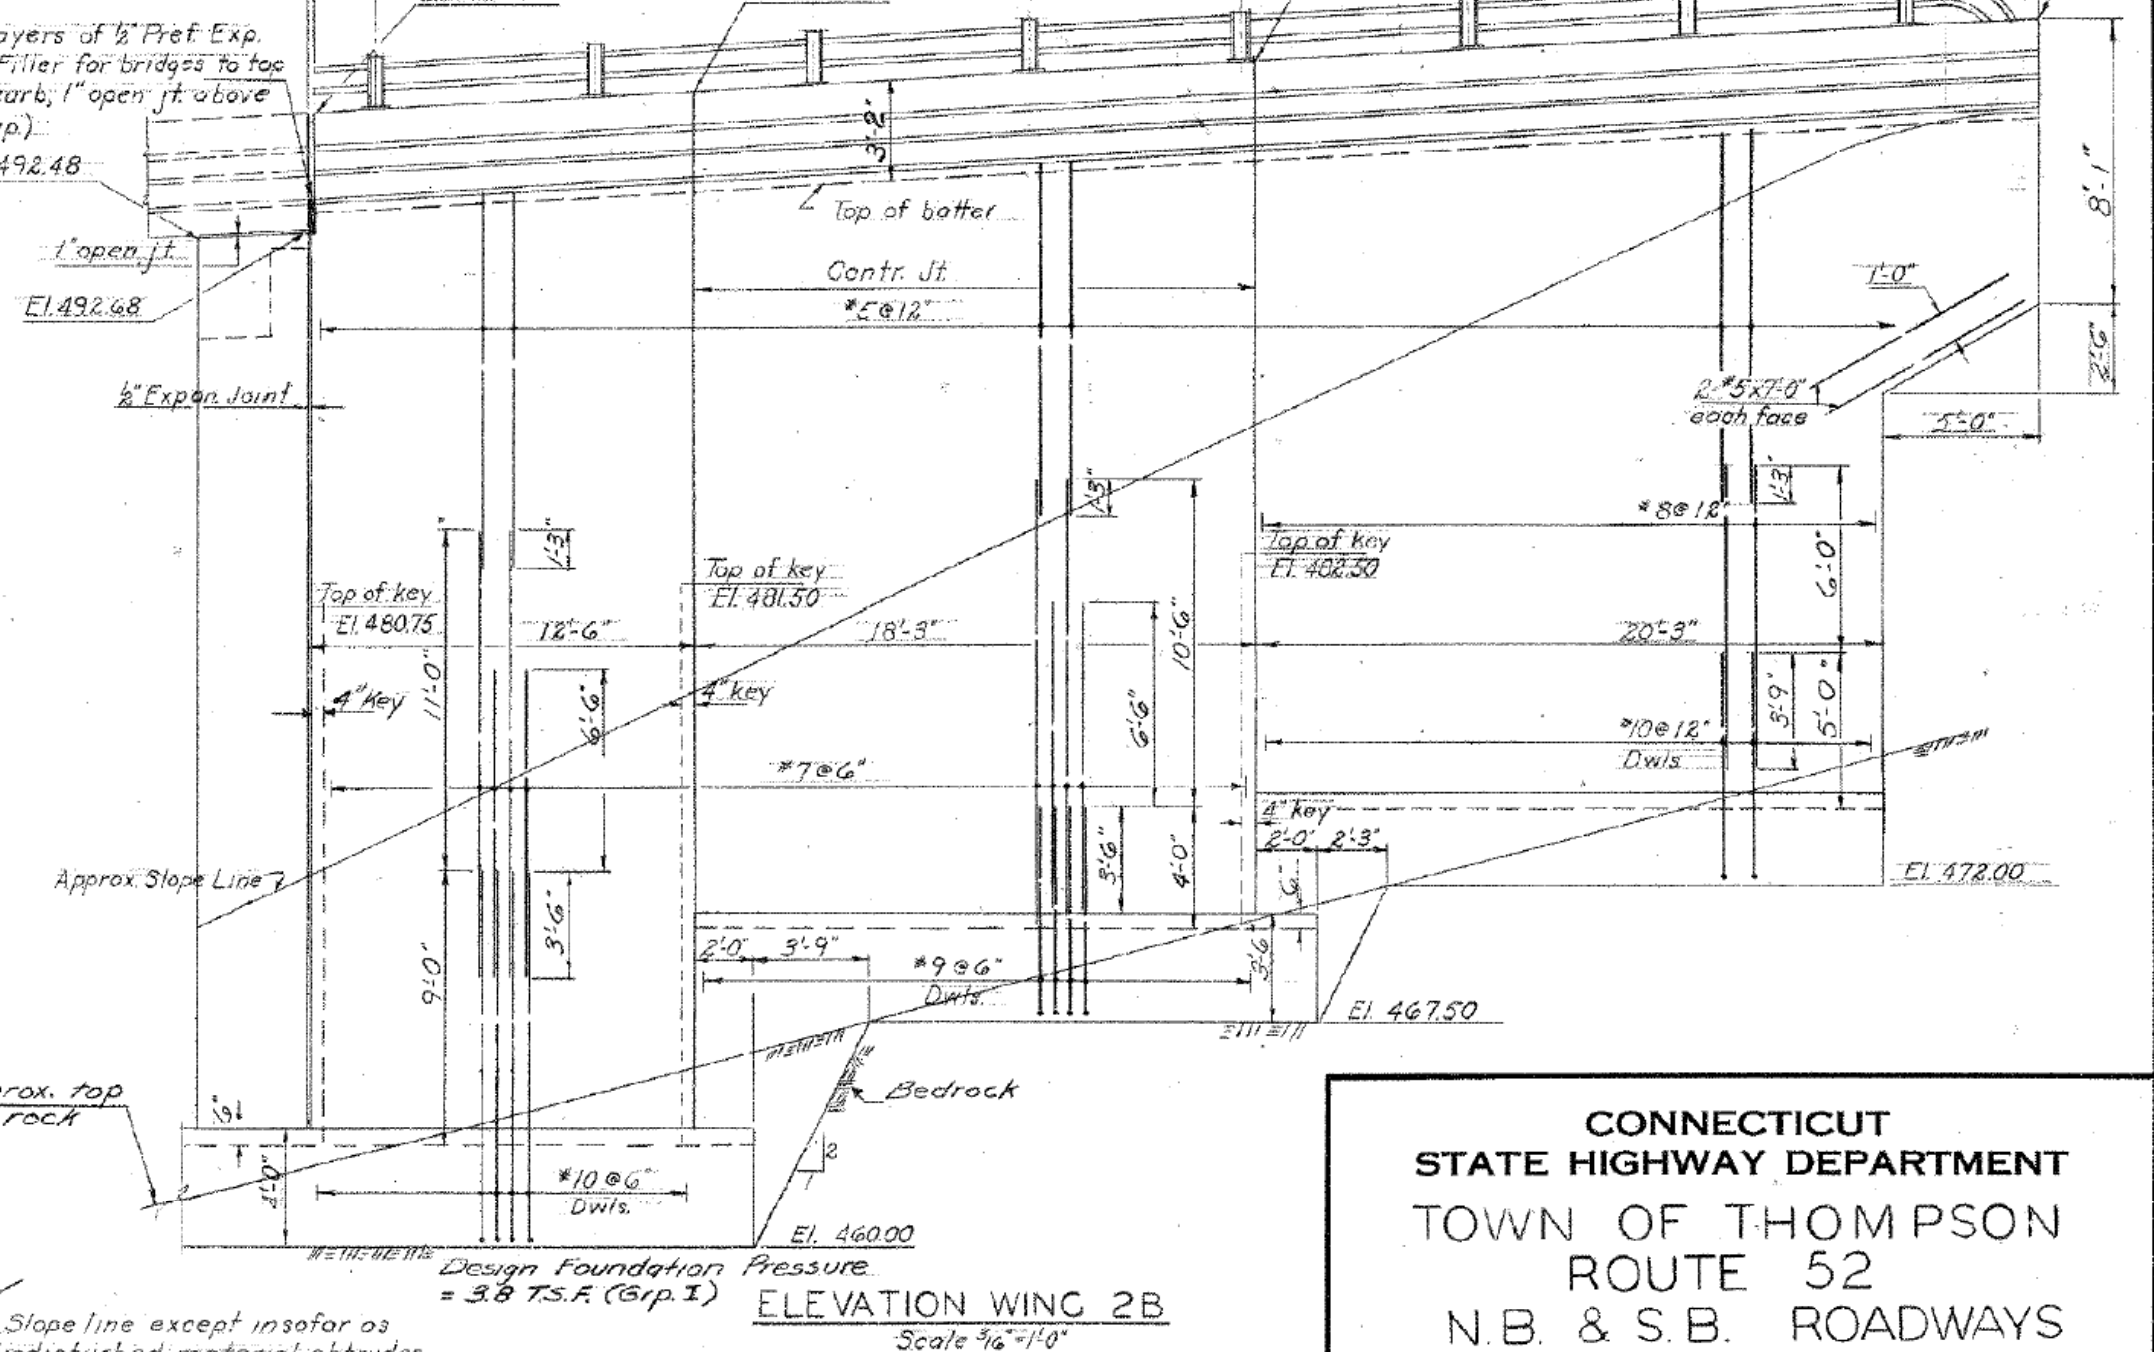 ayers of ½" Pref. Exp.
Filler for bridges to top
curb, 1" open jt. above
yp.)
492.48
1" open jt.
El. 492.68
½" Expan. Joint
3'-2"
Top of batter
Contr. Jt.
8'-1"
1'-0"
2'-6"
2-#5x7'-0"
each face
5'-0"
1'-3"
1'-3"
1'-3"
#8@12"
Top of key
El. 480.75
Top of key
El. 481.50
Top of key
El. 482.50
6'-0"
12'-6"
18'-3"
20'-3"
11'-0"
10'-6"
4" key
4" key
6'-6"
6'-6"
3'-9"
5'-0"
#10@12"
Dwls.
#7@6"
4" key
2'-0" 2'-3"
3'-6"
4'-0"
6"
Approx. Slope Line
El. 472.00
3'-6"
9'-0"
2'-0" 3'-9"
#9@6"
Dwls.
3'-6
El. 467.50
Bedrock
rox. top
rock
6"
2
1
4'-0"
#10@6"
Dwls.
El. 460.00
Design Foundation Pressure
= 3.8 T.S.F. (Grp. I)
ELEVATION WING 2B
Scale 3/16"=1'-0"
Slope line except insofar as
CONNECTICUT
STATE HIGHWAY DEPARTMENT
TOWN OF THOMPSON
ROUTE 52
N.B. & S.B. ROADWAYS